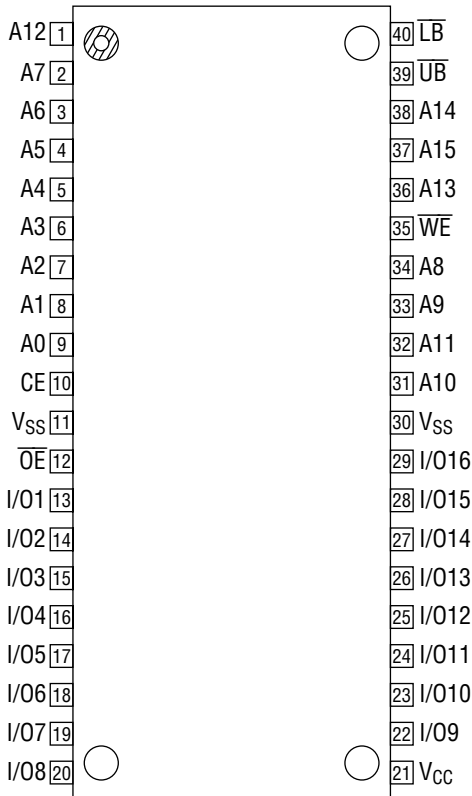 A12 1 40 L̅B̅
A7 2 39 U̅B̅
A6 3 38 A14
A5 4 37 A15
A4 5 36 A13
A3 6 35 W̅E̅
A2 7 34 A8
A1 8 33 A9
A0 9 32 A11
CE 10 31 A10
VSS 11 30 VSS
O̅E̅ 12 29 I/O16
I/O1 13 28 I/O15
I/O2 14 27 I/O14
I/O3 15 26 I/O13
I/O4 16 25 I/O12
I/O5 17 24 I/O11
I/O6 18 23 I/O10
I/O7 19 22 I/O9
I/O8 20 21 VCC